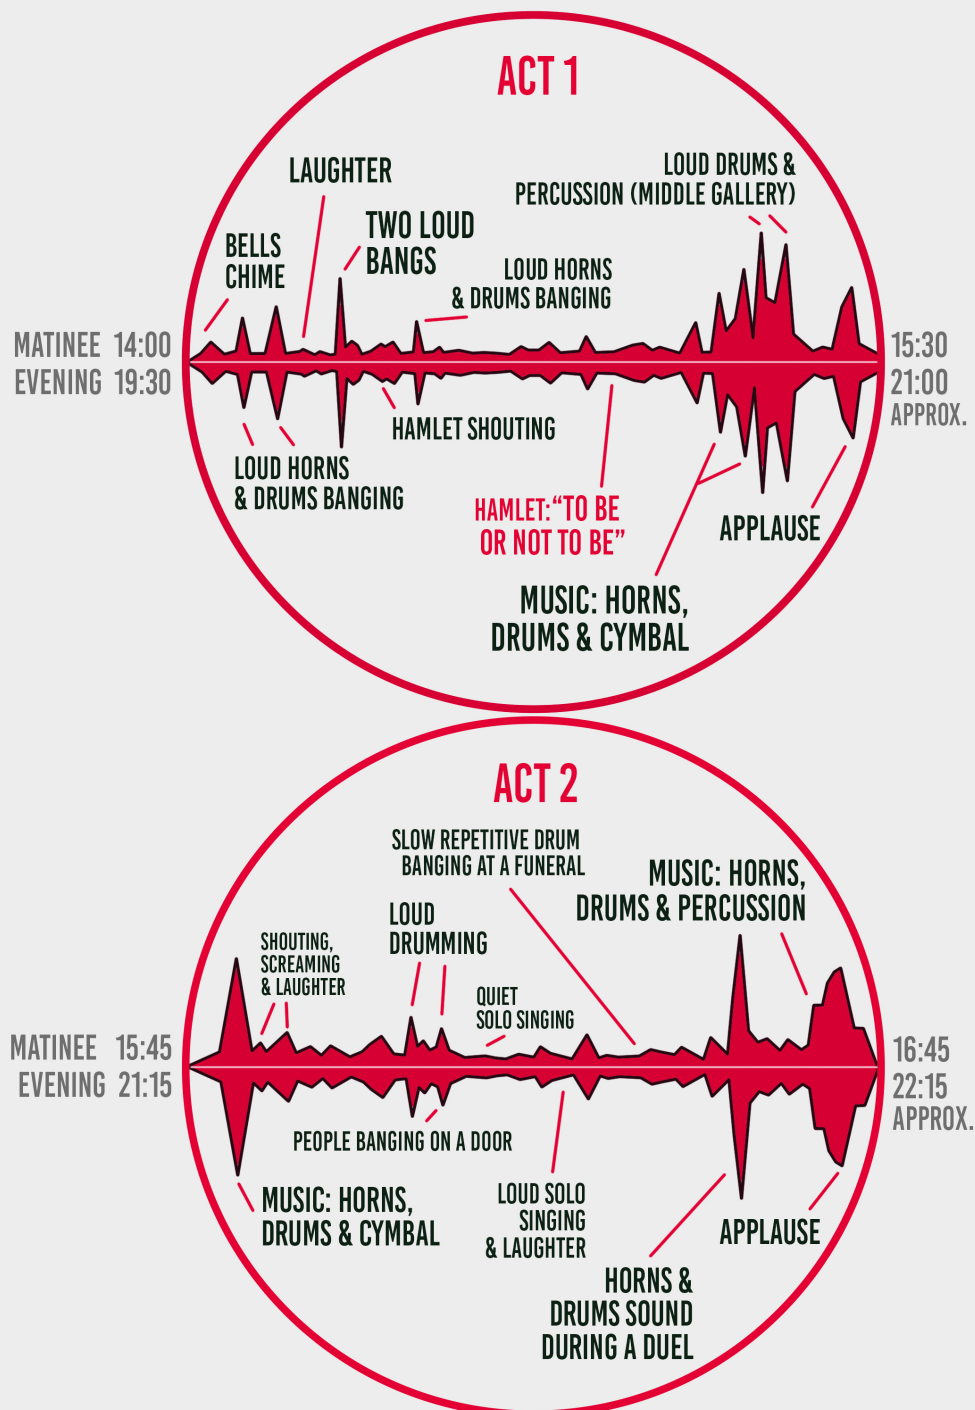 ACT 1
LAUGHTER
LOUD DRUMS &
PERCUSSION (MIDDLE GALLERY)
TWO LOUD
BANGS
BELLS
CHIME
LOUD HORNS
& DRUMS BANGING
MATINEE 14:00
EVENING 19:30
15:30
21:00
APPROX.
HAMLET SHOUTING
LOUD HORNS
& DRUMS BANGING
HAMLET: “TO BE
OR NOT TO BE”
APPLAUSE
MUSIC: HORNS,
DRUMS & CYMBAL
ACT 2
SLOW REPETITIVE DRUM
BANGING AT A FUNERAL
MUSIC: HORNS,
DRUMS & PERCUSSION
LOUD
DRUMMING
SHOUTING,
SCREAMING
& LAUGHTER
QUIET
SOLO SINGING
MATINEE 15:45
EVENING 21:15
16:45
22:15
APPROX.
PEOPLE BANGING ON A DOOR
MUSIC: HORNS,
DRUMS & CYMBAL
LOUD SOLO
SINGING
& LAUGHTER
APPLAUSE
HORNS &
DRUMS SOUND
DURING A DUEL